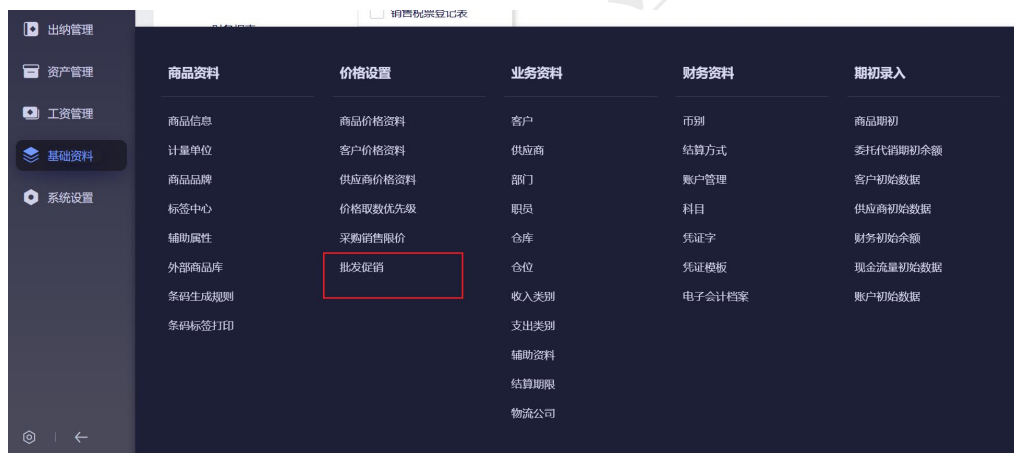 销售税票登记表
财务报表
出纳管理
资产管理
工资管理
基础资料
系统设置
商品资料
商品信息
计量单位
商品品牌
标签中心
辅助属性
外部商品库
条码生成规则
条码标签打印
价格设置
商品价格资料
客户价格资料
供应商价格资料
价格取数优先级
采购销售限价
批发促销
业务资料
客户
供应商
部门
职员
仓库
仓位
收入类别
支出类别
辅助资料
结算期限
物流公司
财务资料
币别
结算方式
账户管理
科目
凭证字
凭证模板
电子会计档案
期初录入
商品期初
委托代销期初余额
客户初始数据
供应商初始数据
财务初始余额
现金流量初始数据
账户初始数据